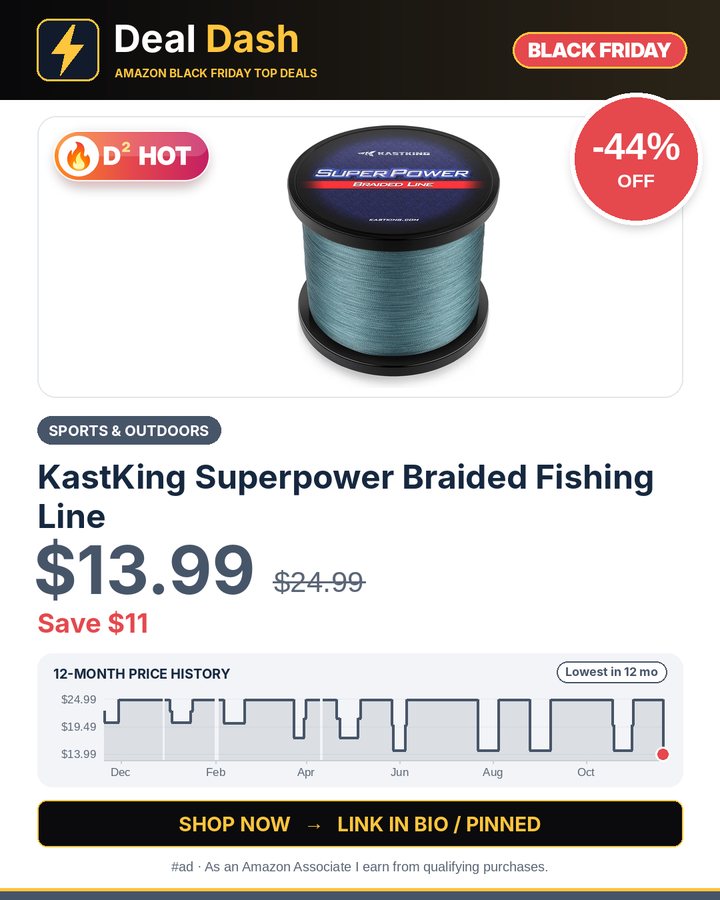 Deal Dash
AMAZON BLACK FRIDAY TOP DEALS
BLACK FRIDAY
-44%
OFF
D² HOT
KASTKING
SUPERPOWER
BRAIDED LINE
KASTKING.COM
SPORTS & OUTDOORS
KastKing Superpower Braided Fishing
Line
$13.99 $24.99
Save $11
12-MONTH PRICE HISTORY
Lowest in 12 mo
$24.99
$19.49
$13.99
Dec Feb Apr Jun Aug Oct
SHOP NOW → LINK IN BIO / PINNED
#ad · As an Amazon Associate I earn from qualifying purchases.